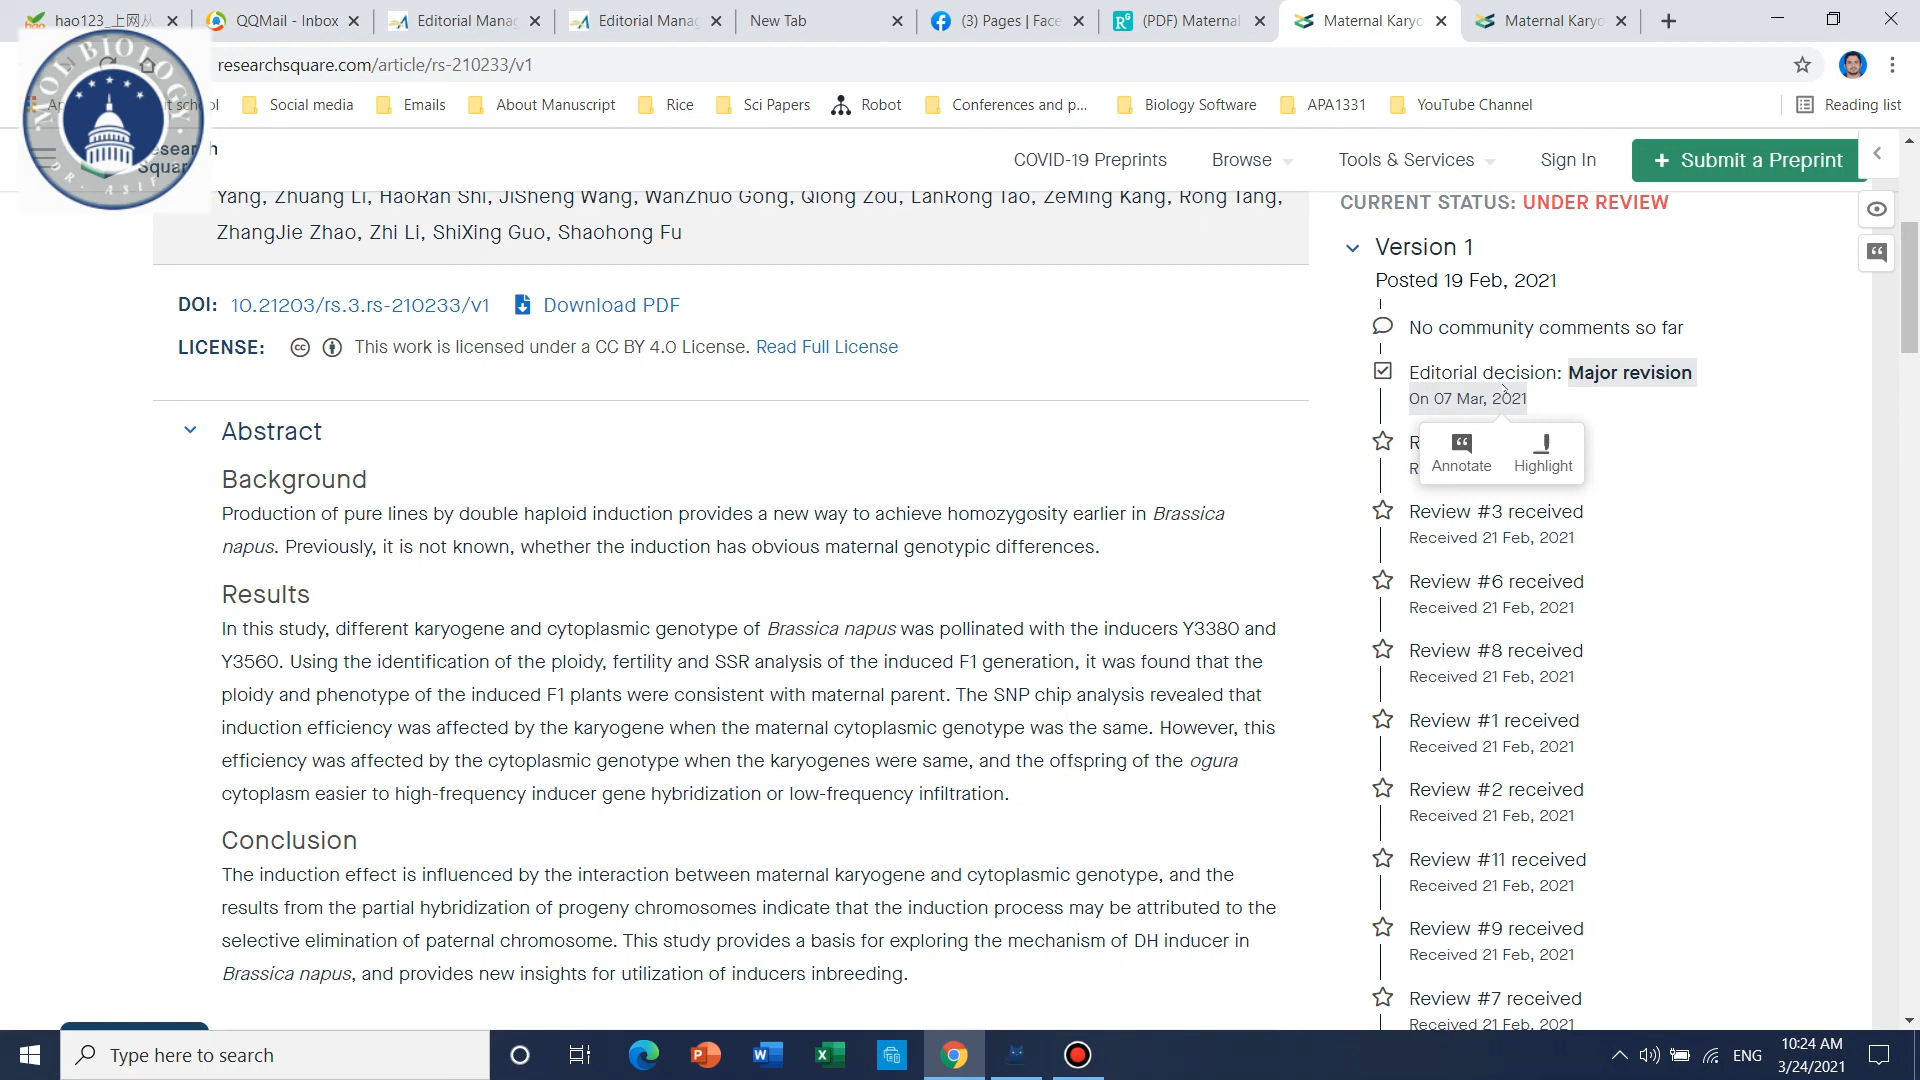 hao123_上网从
QQMail - Inbox
Editorial Manag
Editorial Manag
New Tab
(3) Pages | Face
(PDF) Maternal
Maternal Karyo
Maternal Karyo
researchsquare.com/article/rs-210233/v1
Social media
Emails
About Manuscript
Rice
Sci Papers
Robot
Conferences and p...
Biology Software
APA1331
YouTube Channel
Reading list
BIOLOGY
DR. ASIF
Square
COVID-19 Preprints
Browse
Tools & Services
Sign In
+ Submit a Preprint
Yang, Zhuang Li, HaoRan Shi, JiSheng Wang, WanZhuo Gong, Qiong Zou, LanRong Tao, ZeMing Kang, Rong Tang,
ZhangJie Zhao, Zhi Li, ShiXing Guo, Shaohong Fu
DOI: 10.21203/rs.3.rs-210233/v1 Download PDF
LICENSE: This work is licensed under a CC BY 4.0 License. Read Full License
Abstract
Background
Production of pure lines by double haploid induction provides a new way to achieve homozygosity earlier in Brassica
napus. Previously, it is not known, whether the induction has obvious maternal genotypic differences.
Results
In this study, different karyogene and cytoplasmic genotype of Brassica napus was pollinated with the inducers Y3380 and
Y3560. Using the identification of the ploidy, fertility and SSR analysis of the induced F1 generation, it was found that the
ploidy and phenotype of the induced F1 plants were consistent with maternal parent. The SNP chip analysis revealed that
induction efficiency was affected by the karyogene when the maternal cytoplasmic genotype was the same. However, this
efficiency was affected by the cytoplasmic genotype when the karyogenes were same, and the offspring of the ogura
cytoplasm easier to high-frequency inducer gene hybridization or low-frequency infiltration.
Conclusion
The induction effect is influenced by the interaction between maternal karyogene and cytoplasmic genotype, and the
results from the partial hybridization of progeny chromosomes indicate that the induction process may be attributed to the
selective elimination of paternal chromosome. This study provides a basis for exploring the mechanism of DH inducer in
Brassica napus, and provides new insights for utilization of inducers inbreeding.
CURRENT STATUS: UNDER REVIEW
Version 1
Posted 19 Feb, 2021
No community comments so far
Editorial decision: Major revision
On 07 Mar, 2021
Annotate
Highlight
Review #3 received
Received 21 Feb, 2021
Review #6 received
Received 21 Feb, 2021
Review #8 received
Received 21 Feb, 2021
Review #1 received
Received 21 Feb, 2021
Review #2 received
Received 21 Feb, 2021
Review #11 received
Received 21 Feb, 2021
Review #9 received
Received 21 Feb, 2021
Review #7 received
Received 21 Feb, 2021
Type here to search
ENG
10:24 AM
3/24/2021